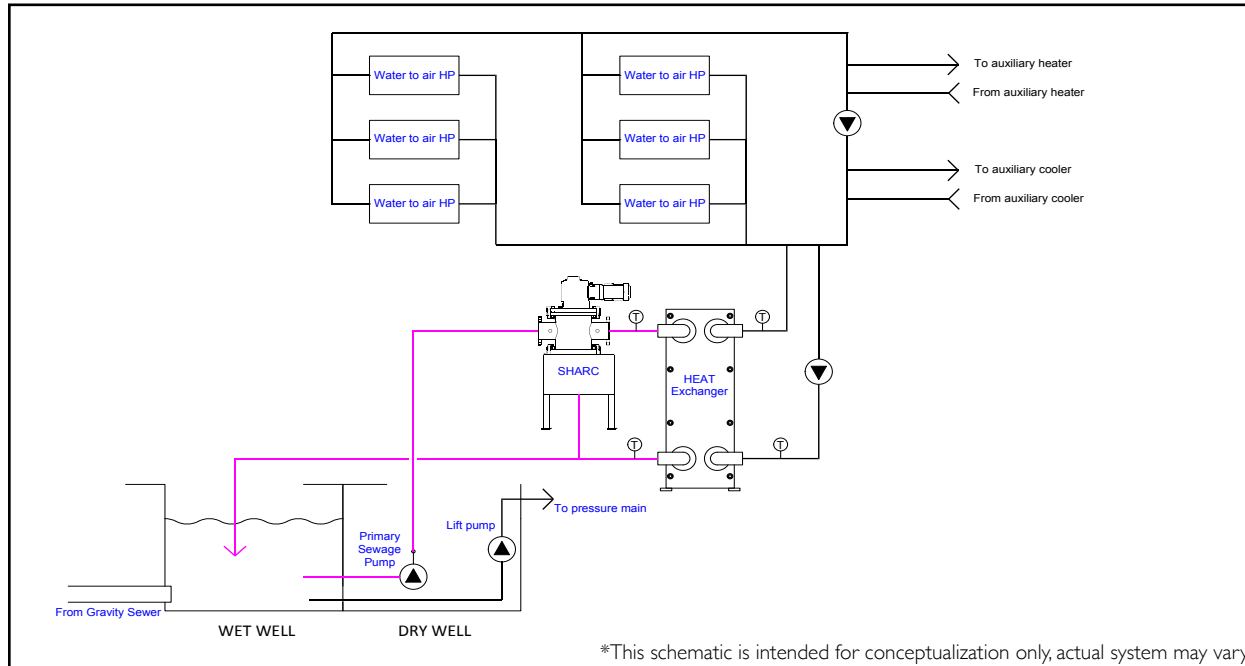 Water to air HP
Water to air HP
To auxiliary heater
From auxiliary heater
Water to air HP
Water to air HP
To auxiliary cooler
Water to air HP
Water to air HP
From auxiliary cooler
T
T
SHARC
HEAT
Exchanger
T
T
To pressure main
Lift pump
Primary
Sewage
Pump
From Gravity Sewer
WET WELL
DRY WELL
*This schematic is intended for conceptualization only, actual system may vary